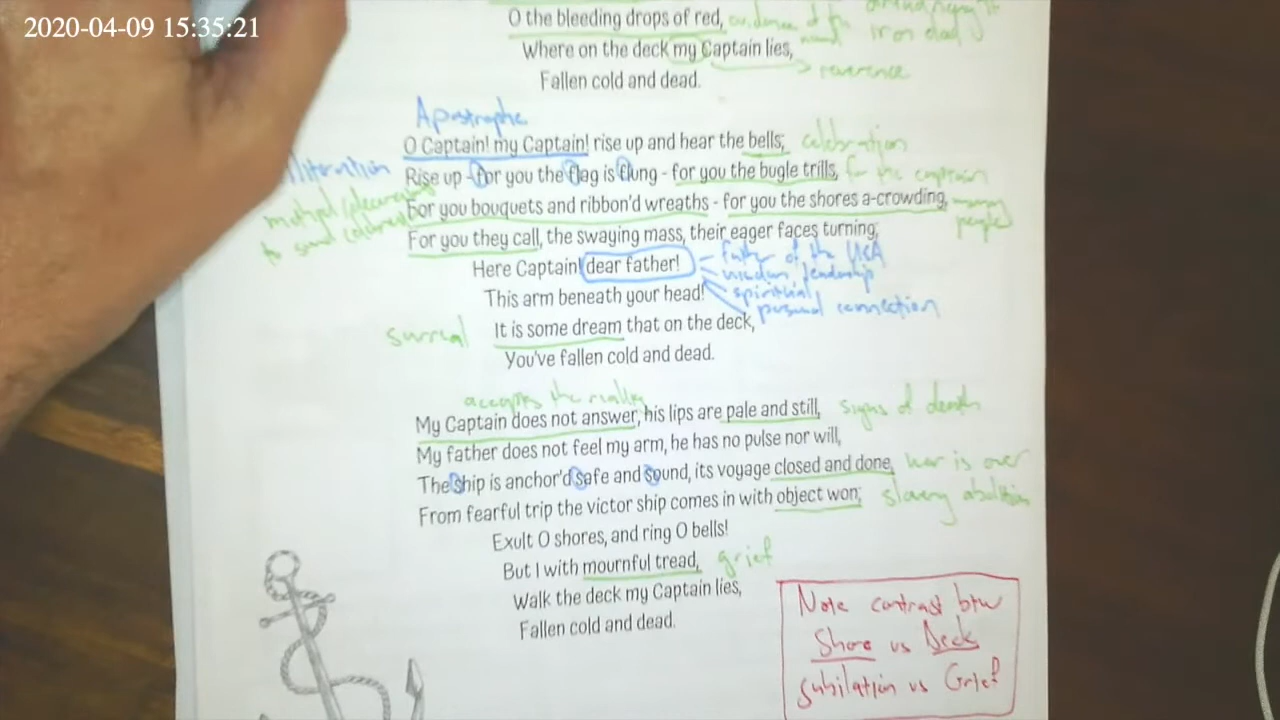 2020-04-09 15:35:21
O the bleeding drops of red, evidence of the
iron clad
Where on the deck my Captain lies,
reverence
Fallen cold and dead.
Apostrophe
O Captain! my Captain! rise up and hear the bells; celebration
lliteration Rise up - for you the flag is flung - for you the bugle trills, for the captain
For you bouquets and ribbon'd wreaths - for you the shores a-crowding, many
people
to
For you they call, the swaying mass, their eager faces turning;
Here Captain! dear father! father of the USA
leadership
This arm beneath your head! spiritual
personal connection
surreal It is some dream that on the deck,
You've fallen cold and dead.
accepts the reality
My Captain does not answer, his lips are pale and still, signs of death
My father does not feel my arm, he has no pulse nor will,
The ship is anchor'd safe and sound, its voyage closed and done, war is over
From fearful trip the victor ship comes in with object won; slavery abolition
Exult O shores, and ring O bells!
But I with mournful tread, grief
Walk the deck my Captain lies,
Fallen cold and dead.
Note contrast btw
Shore vs Deck
Jubilation vs Grief